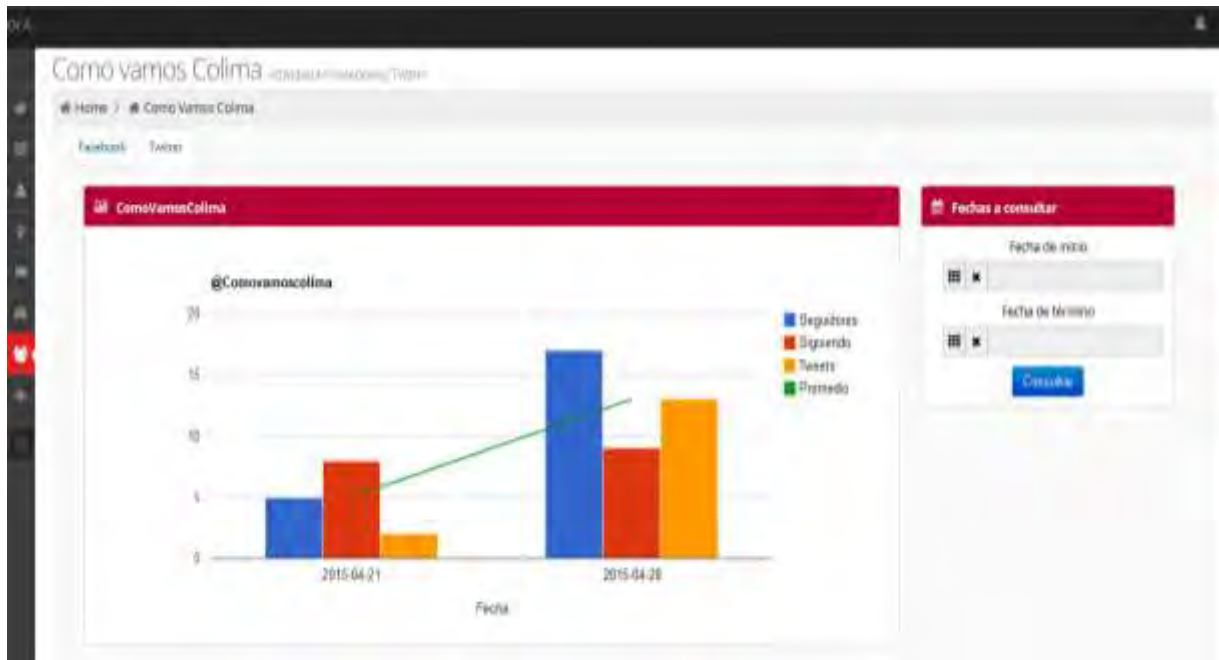 Como vamos Colima
Home / Como Vamos Colima
Facebook Twitter
ComoVamosColima
@Comovamoscolima
20
15
10
5
0
2015-04-21
2015-04-28
Fecha
Seguidores
Siguiendo
Tweets
Promedio
Fechas a consultar
Fecha de inicio
Fecha de término
Consultar